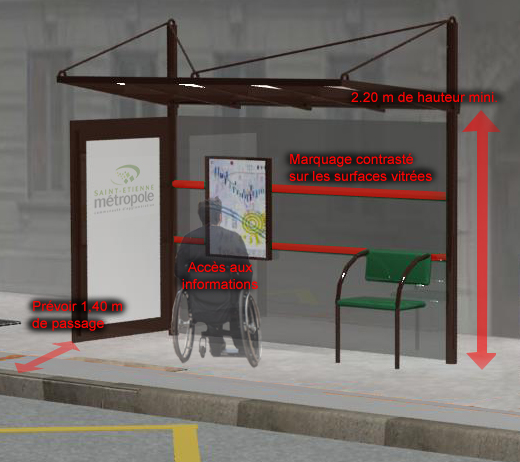 2.20 m de hauteur mini
Marquage contrasté
sur les surfaces vitrées
SAINT-ETIENNE
métropole
Accès aux
informations
Prévoir 1.40 m
de passage